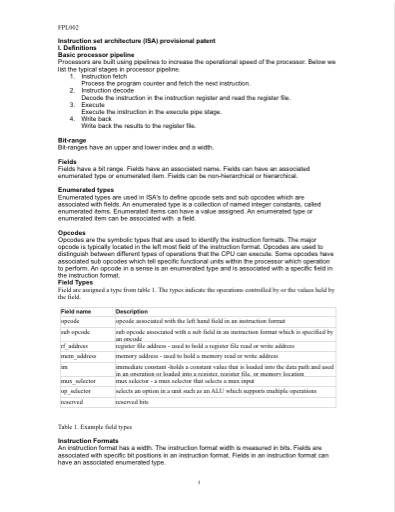 FPL002
Instruction set architecture (ISA) provisional patent
I. Definitions
Basic processor pipeline
Processors are built using pipelines to increase the operational speed of the processor. Below we
list the typical stages in processor pipeline.
1. Instruction fetch
Process the program counter and fetch the next instruction.
2. Instruction decode
Decode the instruction in the instruction register and read the register file.
3. Execute
Execute the instruction in the execute pipe stage.
4. Write back
Write back the results to the register file.
Bit-range
Bit-ranges have an upper and lower index and a width.
Fields
Fields have a bit range. Fields have an associated name. Fields can have an associated
enumerated type or enumerated item. Fields can be non-hierarchical or hierarchical.
Enumerated types
Enumerated types are used in ISA's to define opcode sets and sub opcodes which are
associated with fields. An enumerated type is a collection of named integer constants, called
enumerated items. Enumerated items can have a value assigned. An enumerated type or
enumerated item can be associated with a field.
Opcodes
Opcodes are the symbolic types that are used to identify the instruction formats. The major
opcode is typically located in the left most field of the instruction format. Opcodes are used to
distinguish between different types of operations that the CPU can execute. Some opcodes have
associated sub opcodes which tell specific functional units within the processor which operation
to perform. An opcode in a sense is an enumerated type and is associated with a specific field in
the instruction format.
Field Types
Field are assigned a type from table 1. The types indicate the operations controlled by or the values held by
the field.
Field name Description
opcode opcode associated with the left hand field in an instruction format
sub opcode sub opcode associated with a sub field in an instruction format which is specified by
an opcode
rf_address register file address - used to hold a register file read or write address
mem_address memory address - used to hold a memory read or write address
im immediate constant -holds a constant value that is loaded into the data path and used
in an operation or loaded into a register, register file, or memory location
mux_selector mux selector - a mux selector that selects a mux input
op_selector selects an option in a unit such as an ALU which supports multiple operations
reserved reserved bits
Table 1. Example field types
Instruction Formats
An instruction format has a width. The instruction format width is measured in bits. Fields are
associated with specific bit positions in an instruction format. Fields in an instruction format can
have an associated enumerated type.
1